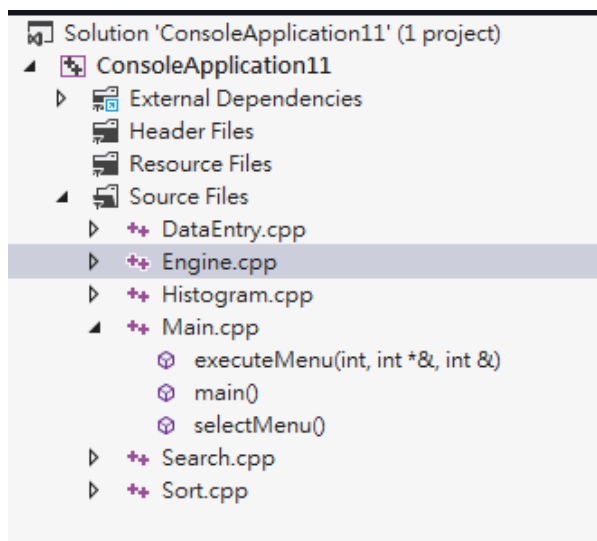 Solution 'ConsoleApplication11' (1 project)
ConsoleApplication11
External Dependencies
Header Files
Resource Files
Source Files
DataEntry.cpp
Engine.cpp
Histogram.cpp
Main.cpp
executeMenu(int, int *&, int &)
main()
selectMenu()
Search.cpp
Sort.cpp